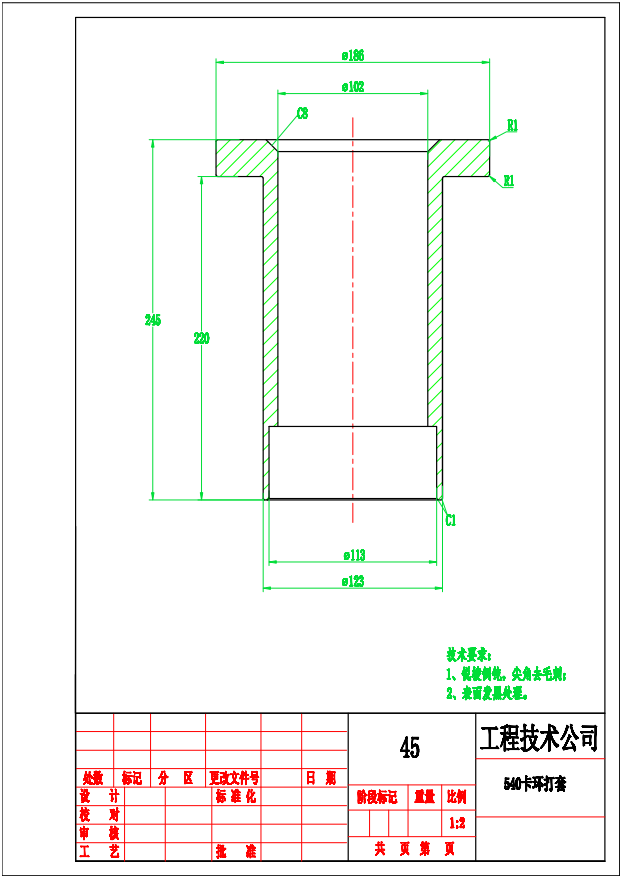 ø186
ø102
C8
R1
R1
245
220
C1
ø113
ø123
技术要求:
1、锐棱倒钝，尖角去毛刺;
2、表面发黑处理。
45
工程技术公司
540卡环打套
处数 标记 分 区 更改文件号 日 期
设 计 标 准 化
校 对
审 核
工 艺 批 准
阶段标记 重量 比例
1:2
共 页 第 页